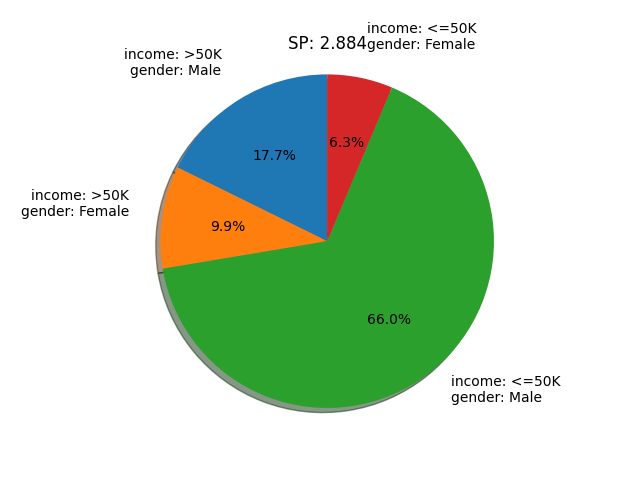 SP: 2.884
income: <=50K
gender: Female
income: >50K
gender: Male
6.3%
17.7%
income: >50K
gender: Female
9.9%
66.0%
income: <=50K
gender: Male